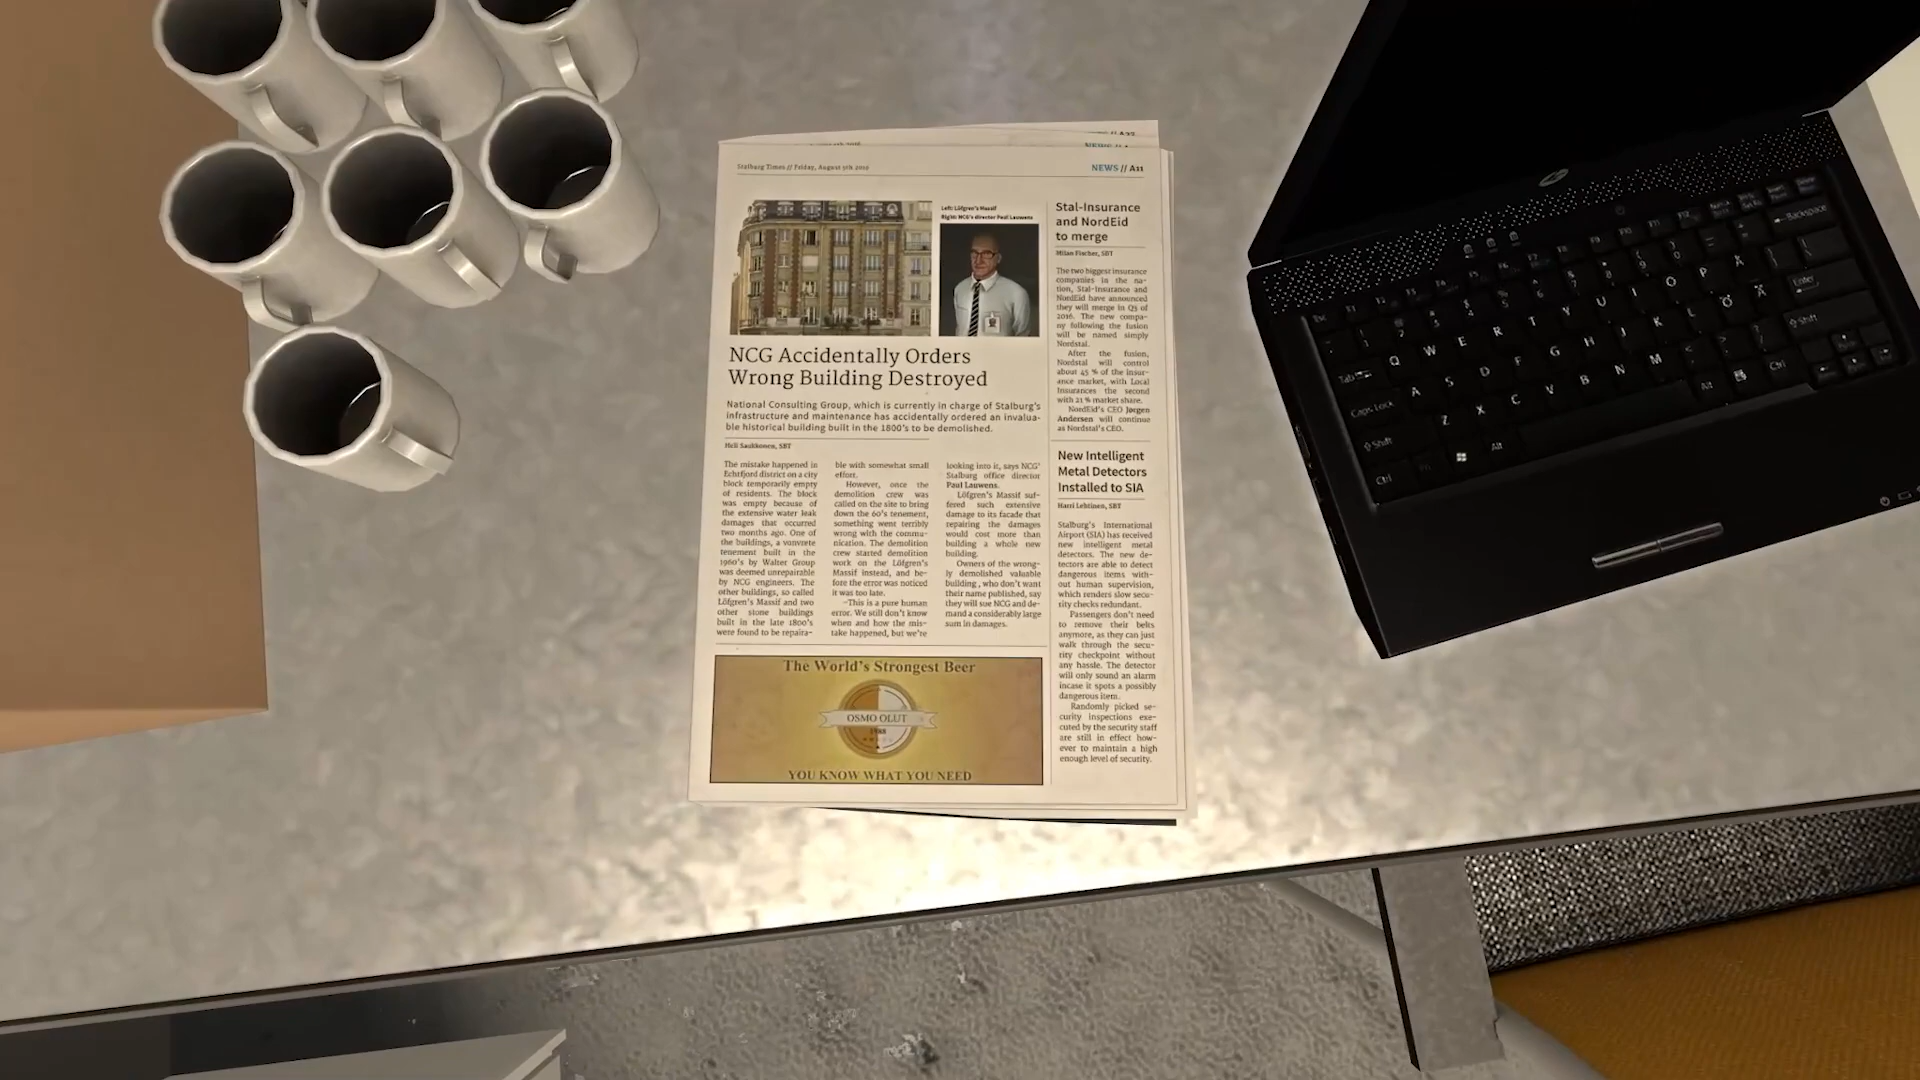 Stalburg Times // Friday, August 5th 2016
NEWS // A11
Left: Löfgren's Massif
Right: NCG's director Paul Lauwens
NCG Accidentally Orders
Wrong Building Destroyed
National Consulting Group, which is currently in charge of Stalburg's
infrastructure and maintenance has accidentally ordered an invalua-
ble historical building built in the 1800's to be demolished.
Heli Saukkonen, SBT
The mistake happened in
Echtfjord district on a city
block temporarily empty
of residents. The block
was empty because of
the extensive water leak
damages that occurred
two months ago. One of
the buildings, a vonvrete
tenement built in the
1960's by Walter Group
was deemed unrepairable
by NCG engineers. The
other buildings, so called
Löfgren's Massif and two
other stone buildings
built in the late 1800's
were found to be repaira-
ble with somewhat small
effort.
However, once the
demolition crew was
called on the site to bring
down the 60's tenement,
something went terribly
wrong with the commu-
nication. The demolition
crew started demolition
work on the Löfgren's
Massif instead, and be-
fore the error was noticed
it was too late.
–This is a pure human
error. We still don't know
when and how the mis-
take happened, but we're
looking into it, says NCG'
Stalburg office director
Paul Lauwens.
Löfgren's Massif suf-
fered such extensive
damage to its facade that
repairing the damages
would cost more than
building a whole new
building.
Owners of the wrong-
ly demolished valuable
building, who don't want
their name published, say
they will sue NCG and de-
mand a considerably large
sum in damages.
Stal-Insurance
and NordEid
to merge
Milan Fischer, SBT
The two biggest insurance
companies in the na-
tion, Stal-Insurance and
NordEid have announced
they will merge in Q3 of
2016. The new compa-
ny following the fusion
will be named simply
Nordstal.
After the fusion,
Nordstal will control
about 45 % of the insur-
ance market, with Local
Insurances the second
with 21 % market share.
NordEid's CEO Jørgen
Andersen will continue
as Nordstal's CEO.
New Intelligent
Metal Detectors
Installed to SIA
Harri Lehtinen, SBT
Stalburg's International
Airport (SIA) has received
new intelligent metal
detectors. The new de-
tectors are able to detect
dangerous items with-
out human supervision,
which renders slow secu-
rity checks redundant.
Passengers don't need
to remove their belts
anymore, as they can just
walk through the secu-
rity checkpoint without
any hassle. The detector
will only sound an alarm
incase it spots a possibly
dangerous item.
Randomly picked se-
curity inspections exe-
cuted by the security staff
are still in effect how-
ever to maintain a high
enough level of security.
The World's Strongest Beer
OSMO OLUT
1988
YOU KNOW WHAT YOU NEED
Backspace
Tab Q W E R T Y U I O P Å
Enter
Caps Lock A S D F G H J K L Ö Ä
Shift Z X C V B N M Shift
Ctrl Fn Alt Alt Ctrl